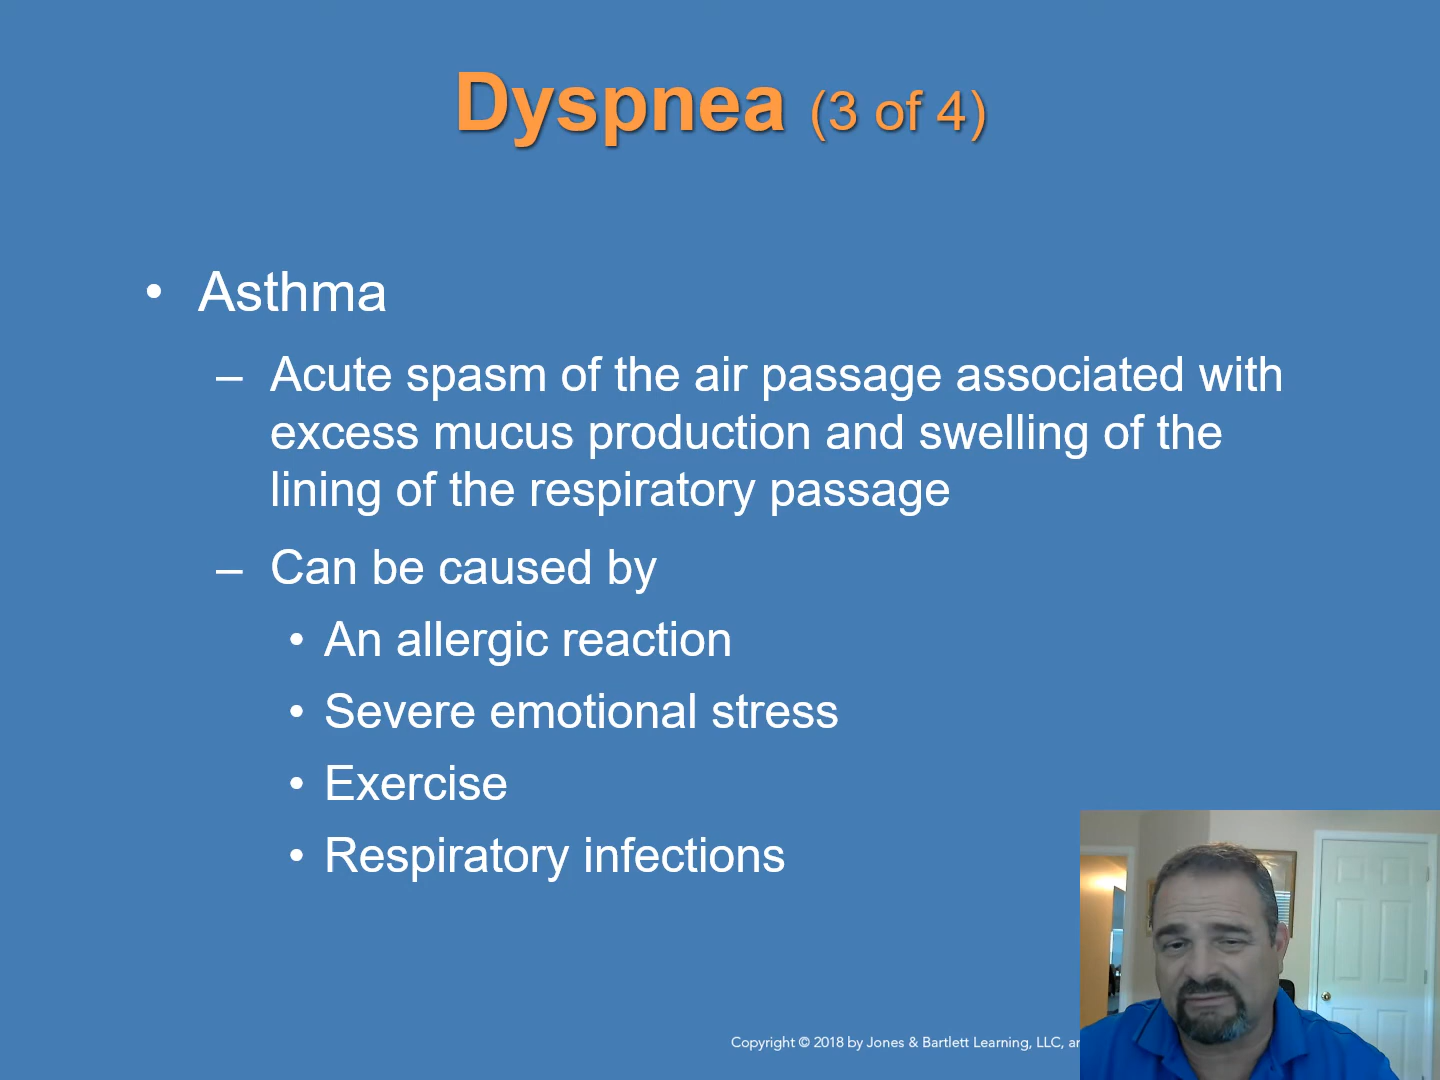 Dyspnea (3 of 4)
• Asthma
– Acute spasm of the air passage associated with
excess mucus production and swelling of the
lining of the respiratory passage
– Can be caused by
• An allergic reaction
• Severe emotional stress
• Exercise
• Respiratory infections
Copyright © 2018 by Jones & Bartlett Learning, LLC,